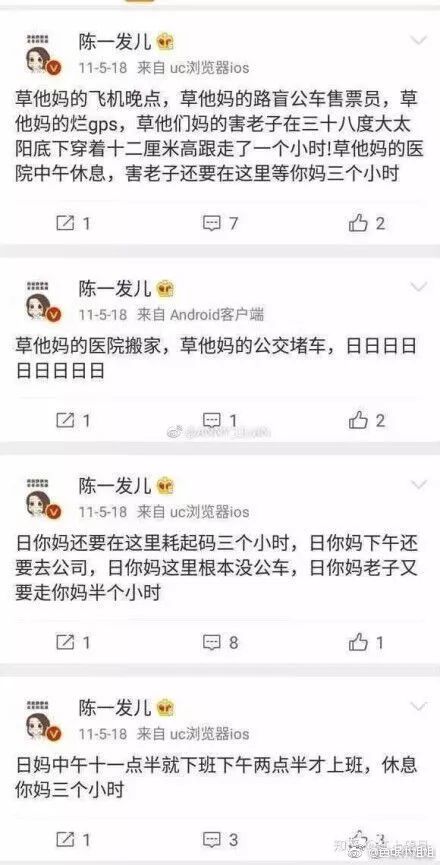 陈一发儿
11-5-18 来自 uc浏览器ios
草他妈的飞机晚点，草他妈的路盲公车售票员，草
他妈的烂gps，草他们妈的害老子在三十八度大太
阳底下穿着十二厘米高跟走了一个小时!草他妈的医
院中午休息，害老子还要在这里等你妈三个小时
1 7 2
陈一发儿
11-5-18 来自 Android客户端
草他妈的医院搬家，草他妈的公交堵车，日日日日
日日日日日
1 1 2
陈一发儿
11-5-18 来自 uc浏览器ios
日你妈还要在这里耗起码三个小时，日你妈下午还
要去公司，日你妈这里根本没公车，日你妈老子又
要走你妈半个小时
1 8 1
陈一发儿
11-5-18 来自 uc浏览器ios
日妈中午十一点半就下班下午两点半才上班，休息
你妈三个小时
1 3 3